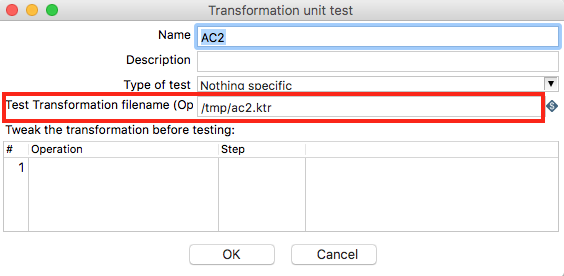 Transformation unit test
Name AC2
Description
Type of test Nothing specific
Test Transformation filename (Op /tmp/ac2.ktr
Tweak the transformation before testing:
# Operation Step
1
OK Cancel